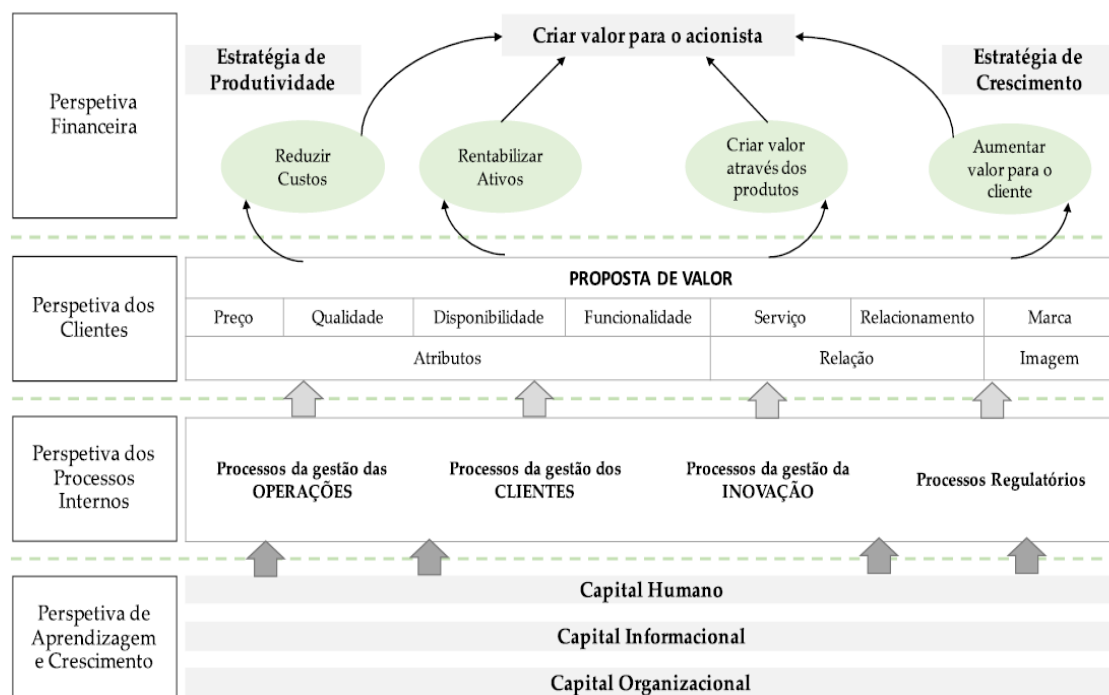 Perspetiva
Financeira
Criar valor para o acionista
Estratégia de
Produtividade
Estratégia de
Crescimento
Reduzir
Custos
Rentabilizar
Ativos
Criar valor
através dos
produtos
Aumentar
valor para o
cliente
Perspetiva dos
Clientes
PROPOSTA DE VALOR
Preço Qualidade Disponibilidade Funcionalidade Serviço Relacionamento Marca
Atributos Relação Imagem
Perspetiva dos
Processos
Internos
Processos da gestão das
OPERAÇÕES
Processos da gestão dos
CLIENTES
Processos da gestão da
INOVAÇÃO
Processos Regulatórios
Perspetiva de
Aprendizagem
e Crescimento
Capital Humano
Capital Informacional
Capital Organizacional